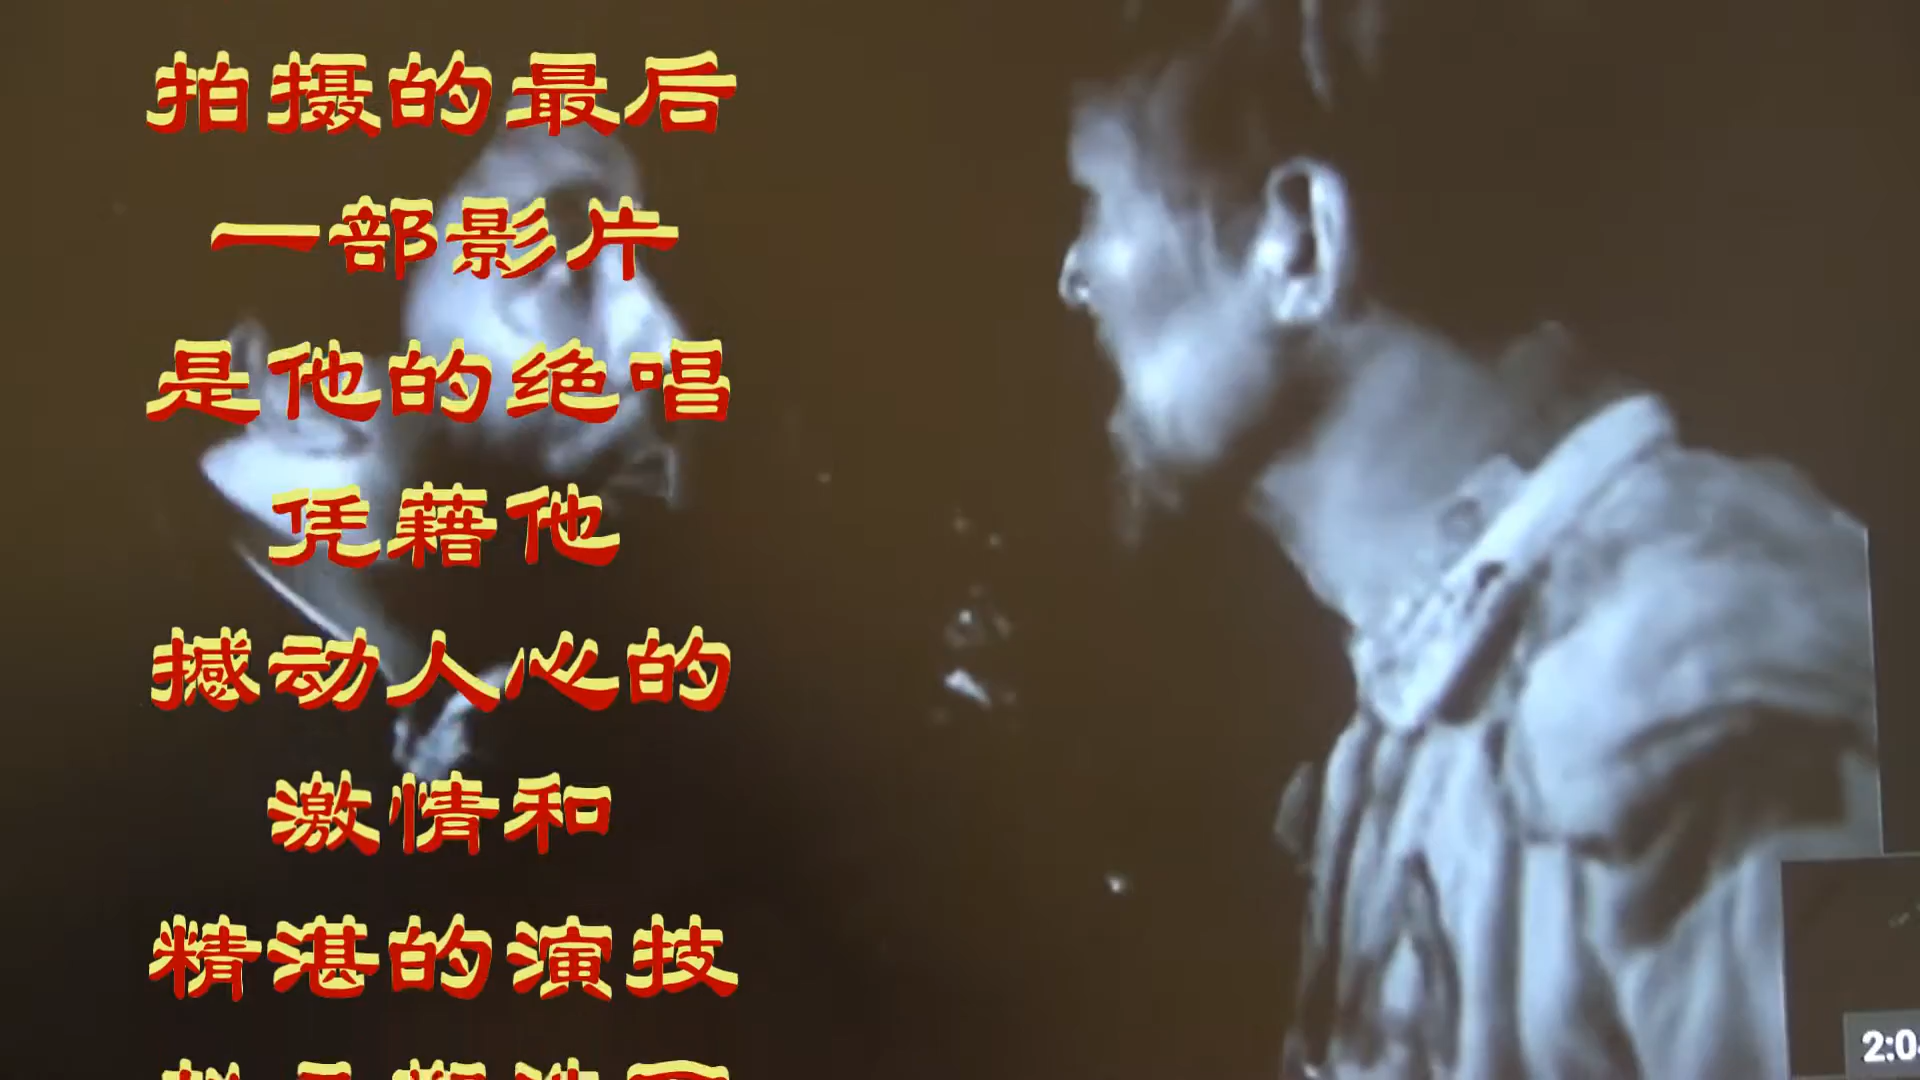 拍摄的最后
一部影片
是他的绝唱
凭藉他
撼动人心的
激情和
精湛的演技
2:0